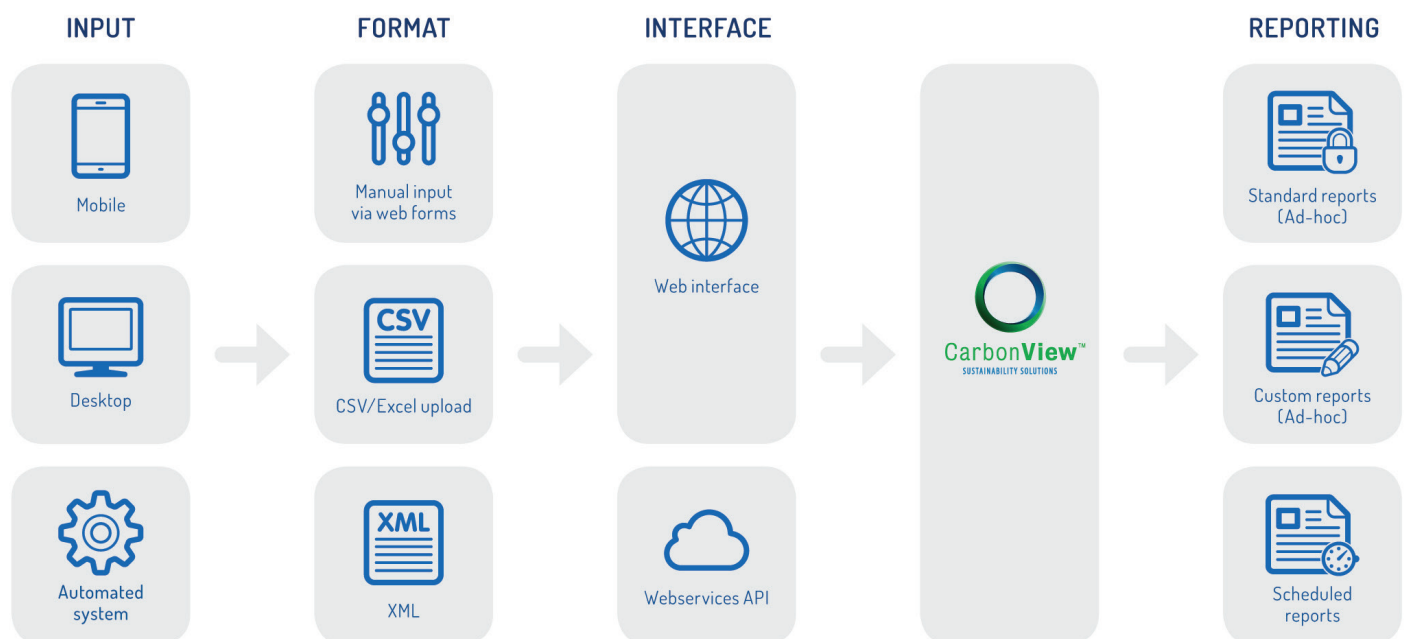 INPUT
FORMAT
INTERFACE
REPORTING
Mobile
Manual input
via web forms
Web interface
Standard reports
(Ad-hoc)
Desktop
CSV
CSV/Excel upload
CarbonView™
SUSTAINABILITY SOLUTIONS
Custom reports
(Ad-hoc)
Automated
system
XML
XML
Webservices API
Scheduled
reports